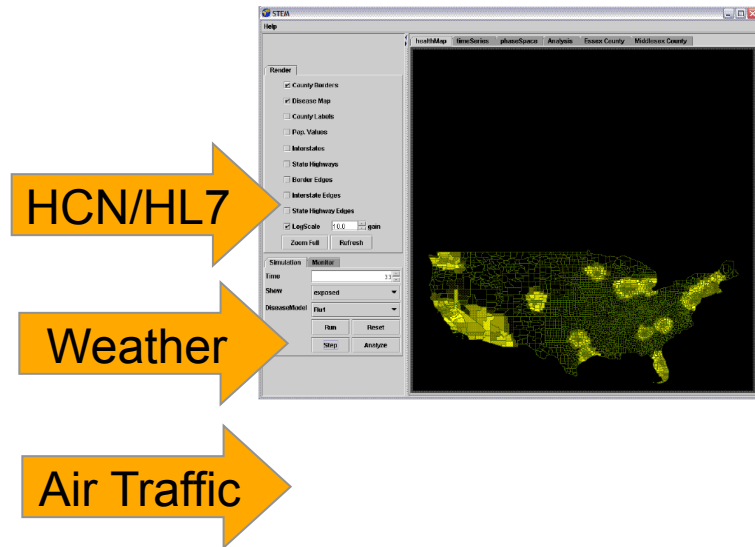 STEM
Help
healthMap timeSeries phaseSpace Analysis Essex County Middlesex County
Render
County Borders
Disease Map
County Labels
Pop. Values
Interstates
State Highways
Border Edges
Interstate Edges
State Highway Edges
LogScale 10.0 gain
Zoom Full Refresh
Simulation Monitor
Time 33
Show exposed
DiseaseModel
Run Reset
Step Analyze
HCN/HL7
Weather
Air Traffic